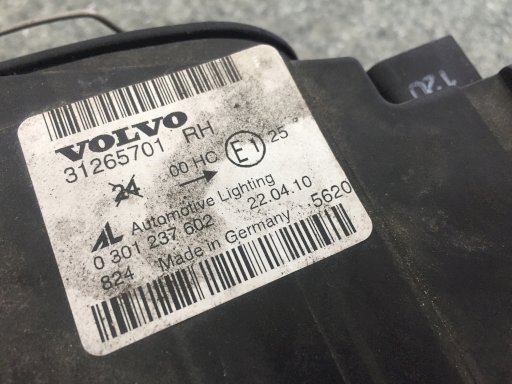 VOLVO
31265701 RH
24 00 HC E1 25°
AL Automotive Lighting
0 301 237 602 22.04.10
824 Made in Germany .5620